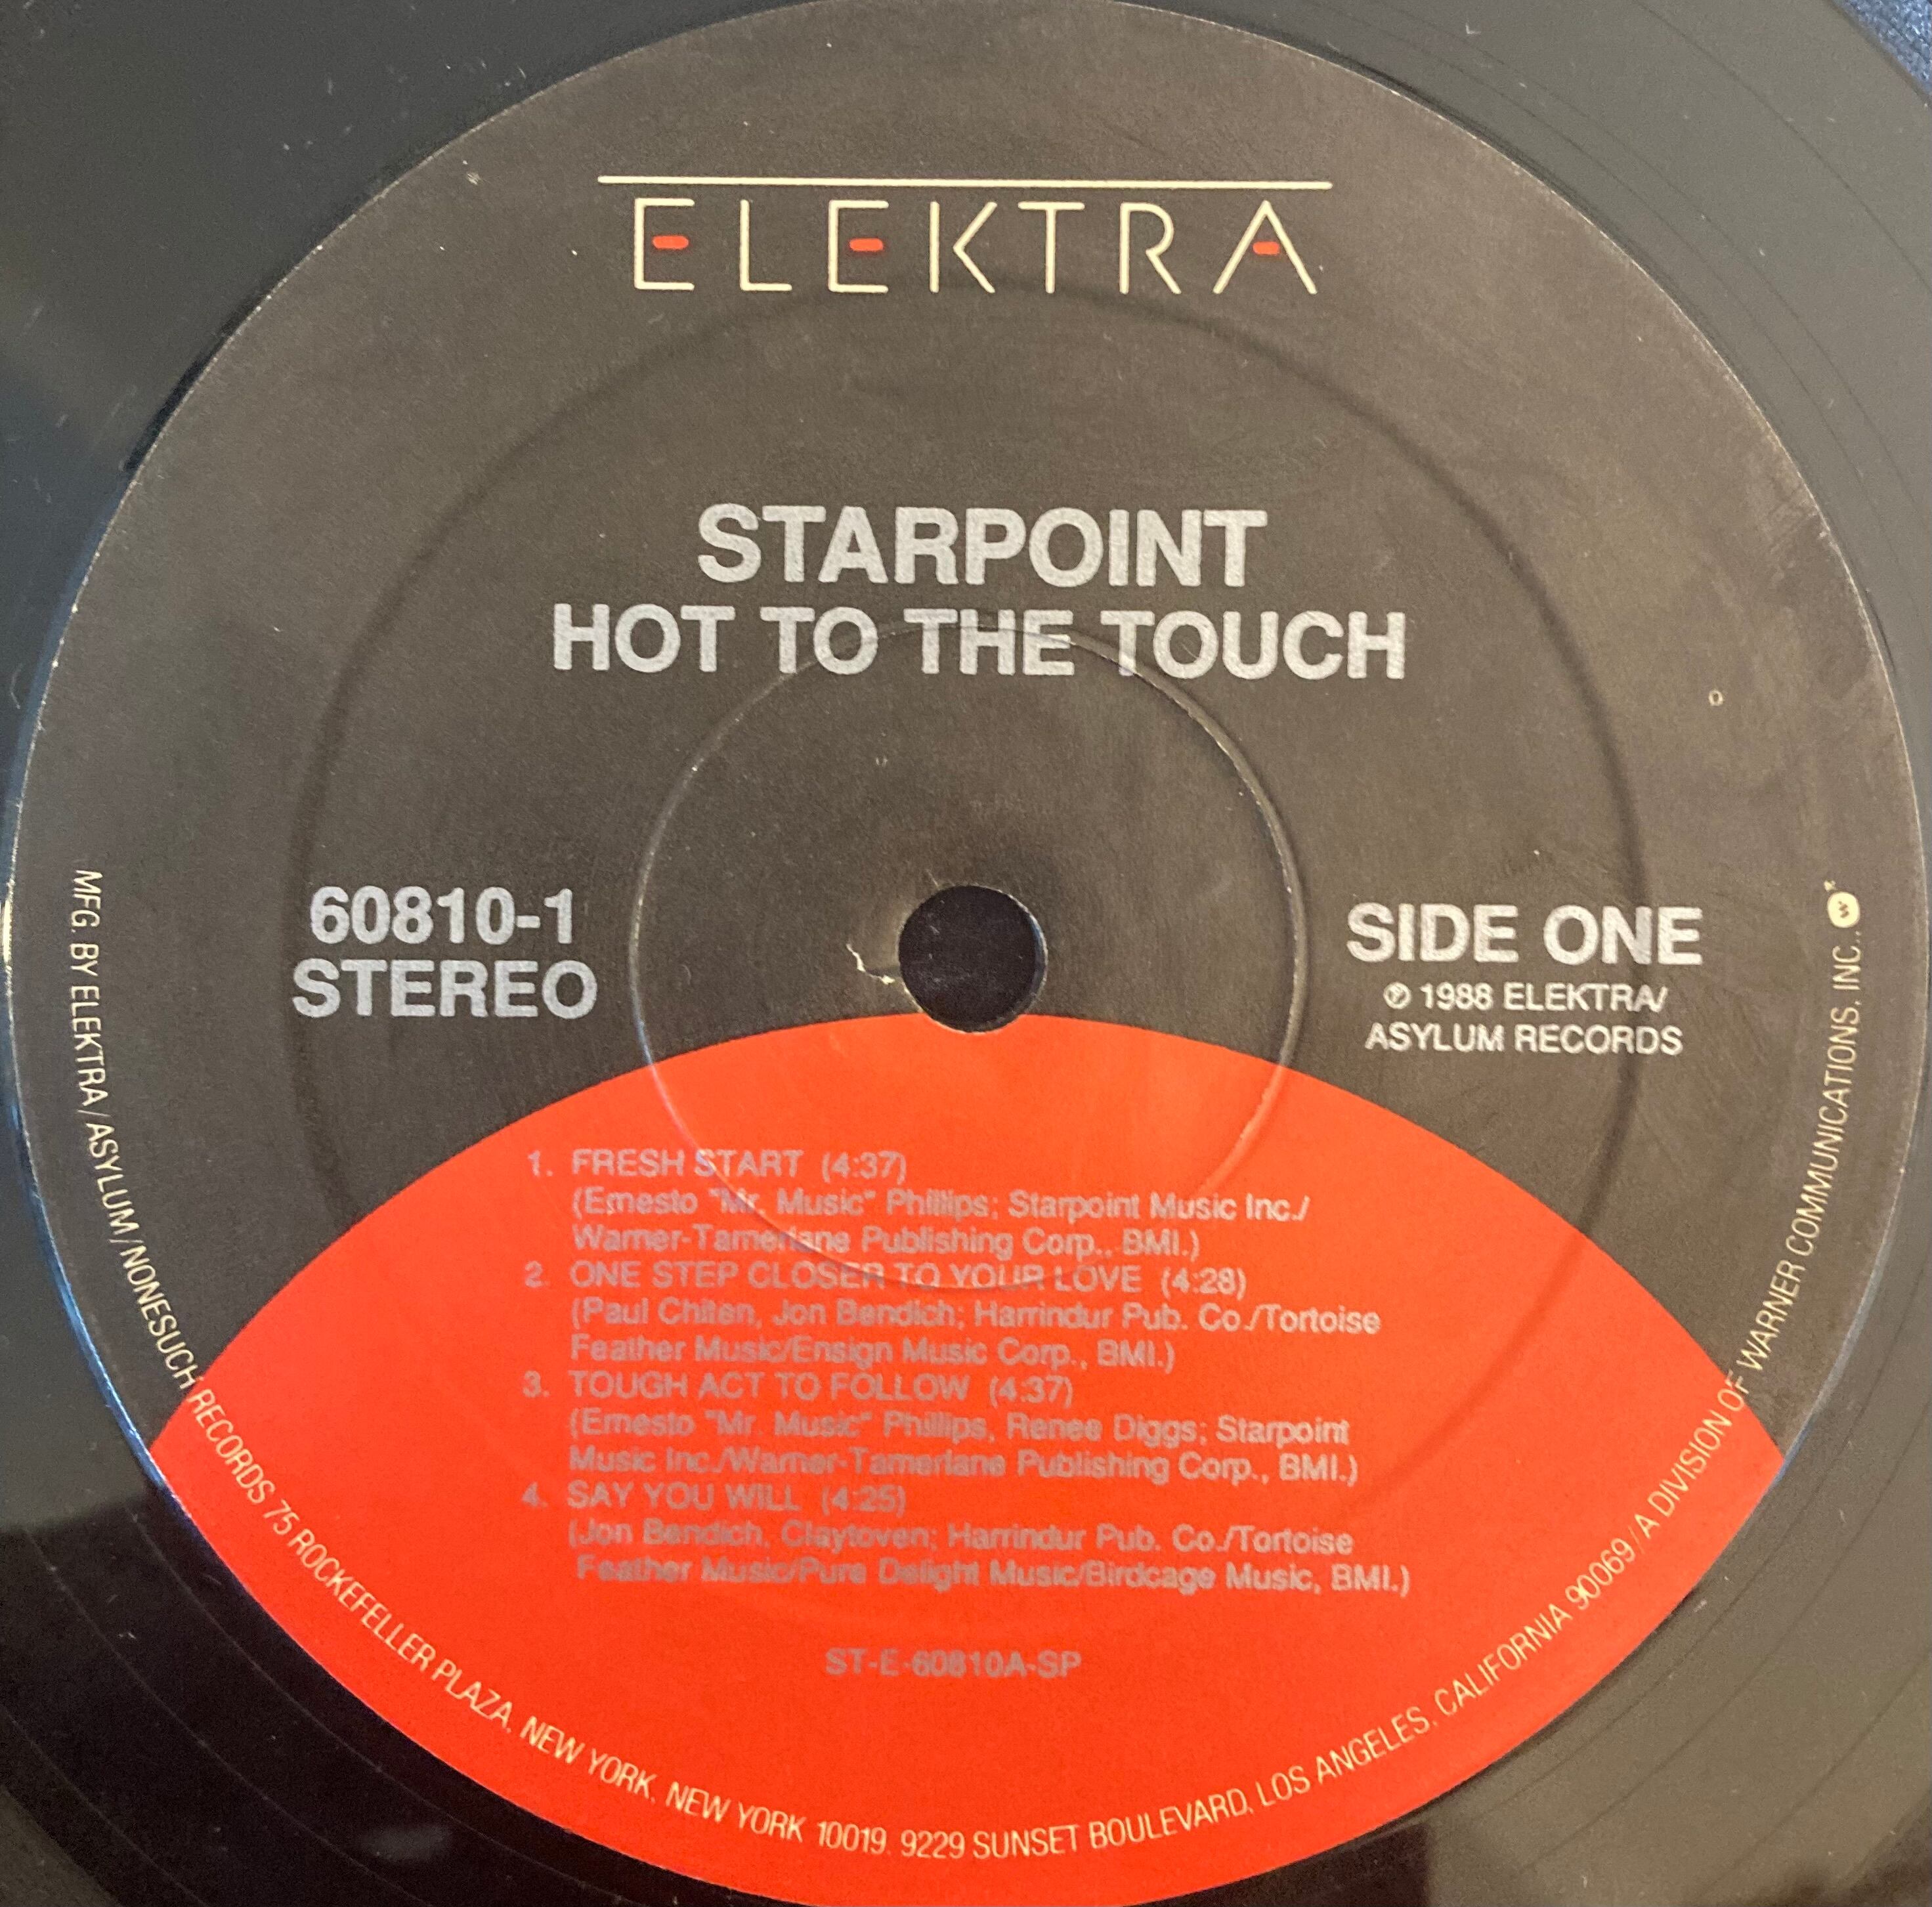 ELEKTRA
STARPOINT
HOT TO THE TOUCH
60810-1
STEREO
SIDE ONE
℗ 1988 ELEKTRA/
ASYLUM RECORDS
1. FRESH START (4:37)
(Ernesto "Mr. Music" Phillips; Starpoint Music Inc./
Warner-Tamerlane Publishing Corp., BMI.)
2. ONE STEP CLOSER TO YOUR LOVE (4:28)
(Paul Chiten, Jon Bendich; Harrindur Pub. Co./Tortoise
Feather Music/Ensign Music Corp., BMI.)
3. TOUGH ACT TO FOLLOW (4:37)
(Ernesto "Mr. Music" Phillips, Renee Diggs; Starpoint
Music Inc./Warner-Tamerlane Publishing Corp., BMI.)
4. SAY YOU WILL (4:25)
(Jon Bendich, Claytoven; Harrindur Pub. Co./Tortoise
Feather Music/Pure Delight Music/Birdcage Music, BMI.)
ST-E-60810A-SP
MFG. BY ELEKTRA/ASYLUM/NONESUCH RECORDS 75 ROCKEFELLER PLAZA, NEW YORK, NEW YORK 10019. 9229 SUNSET BOULEVARD, LOS ANGELES, CALIFORNIA 90069/A DIVISION OF WARNER COMMUNICATIONS, INC.,